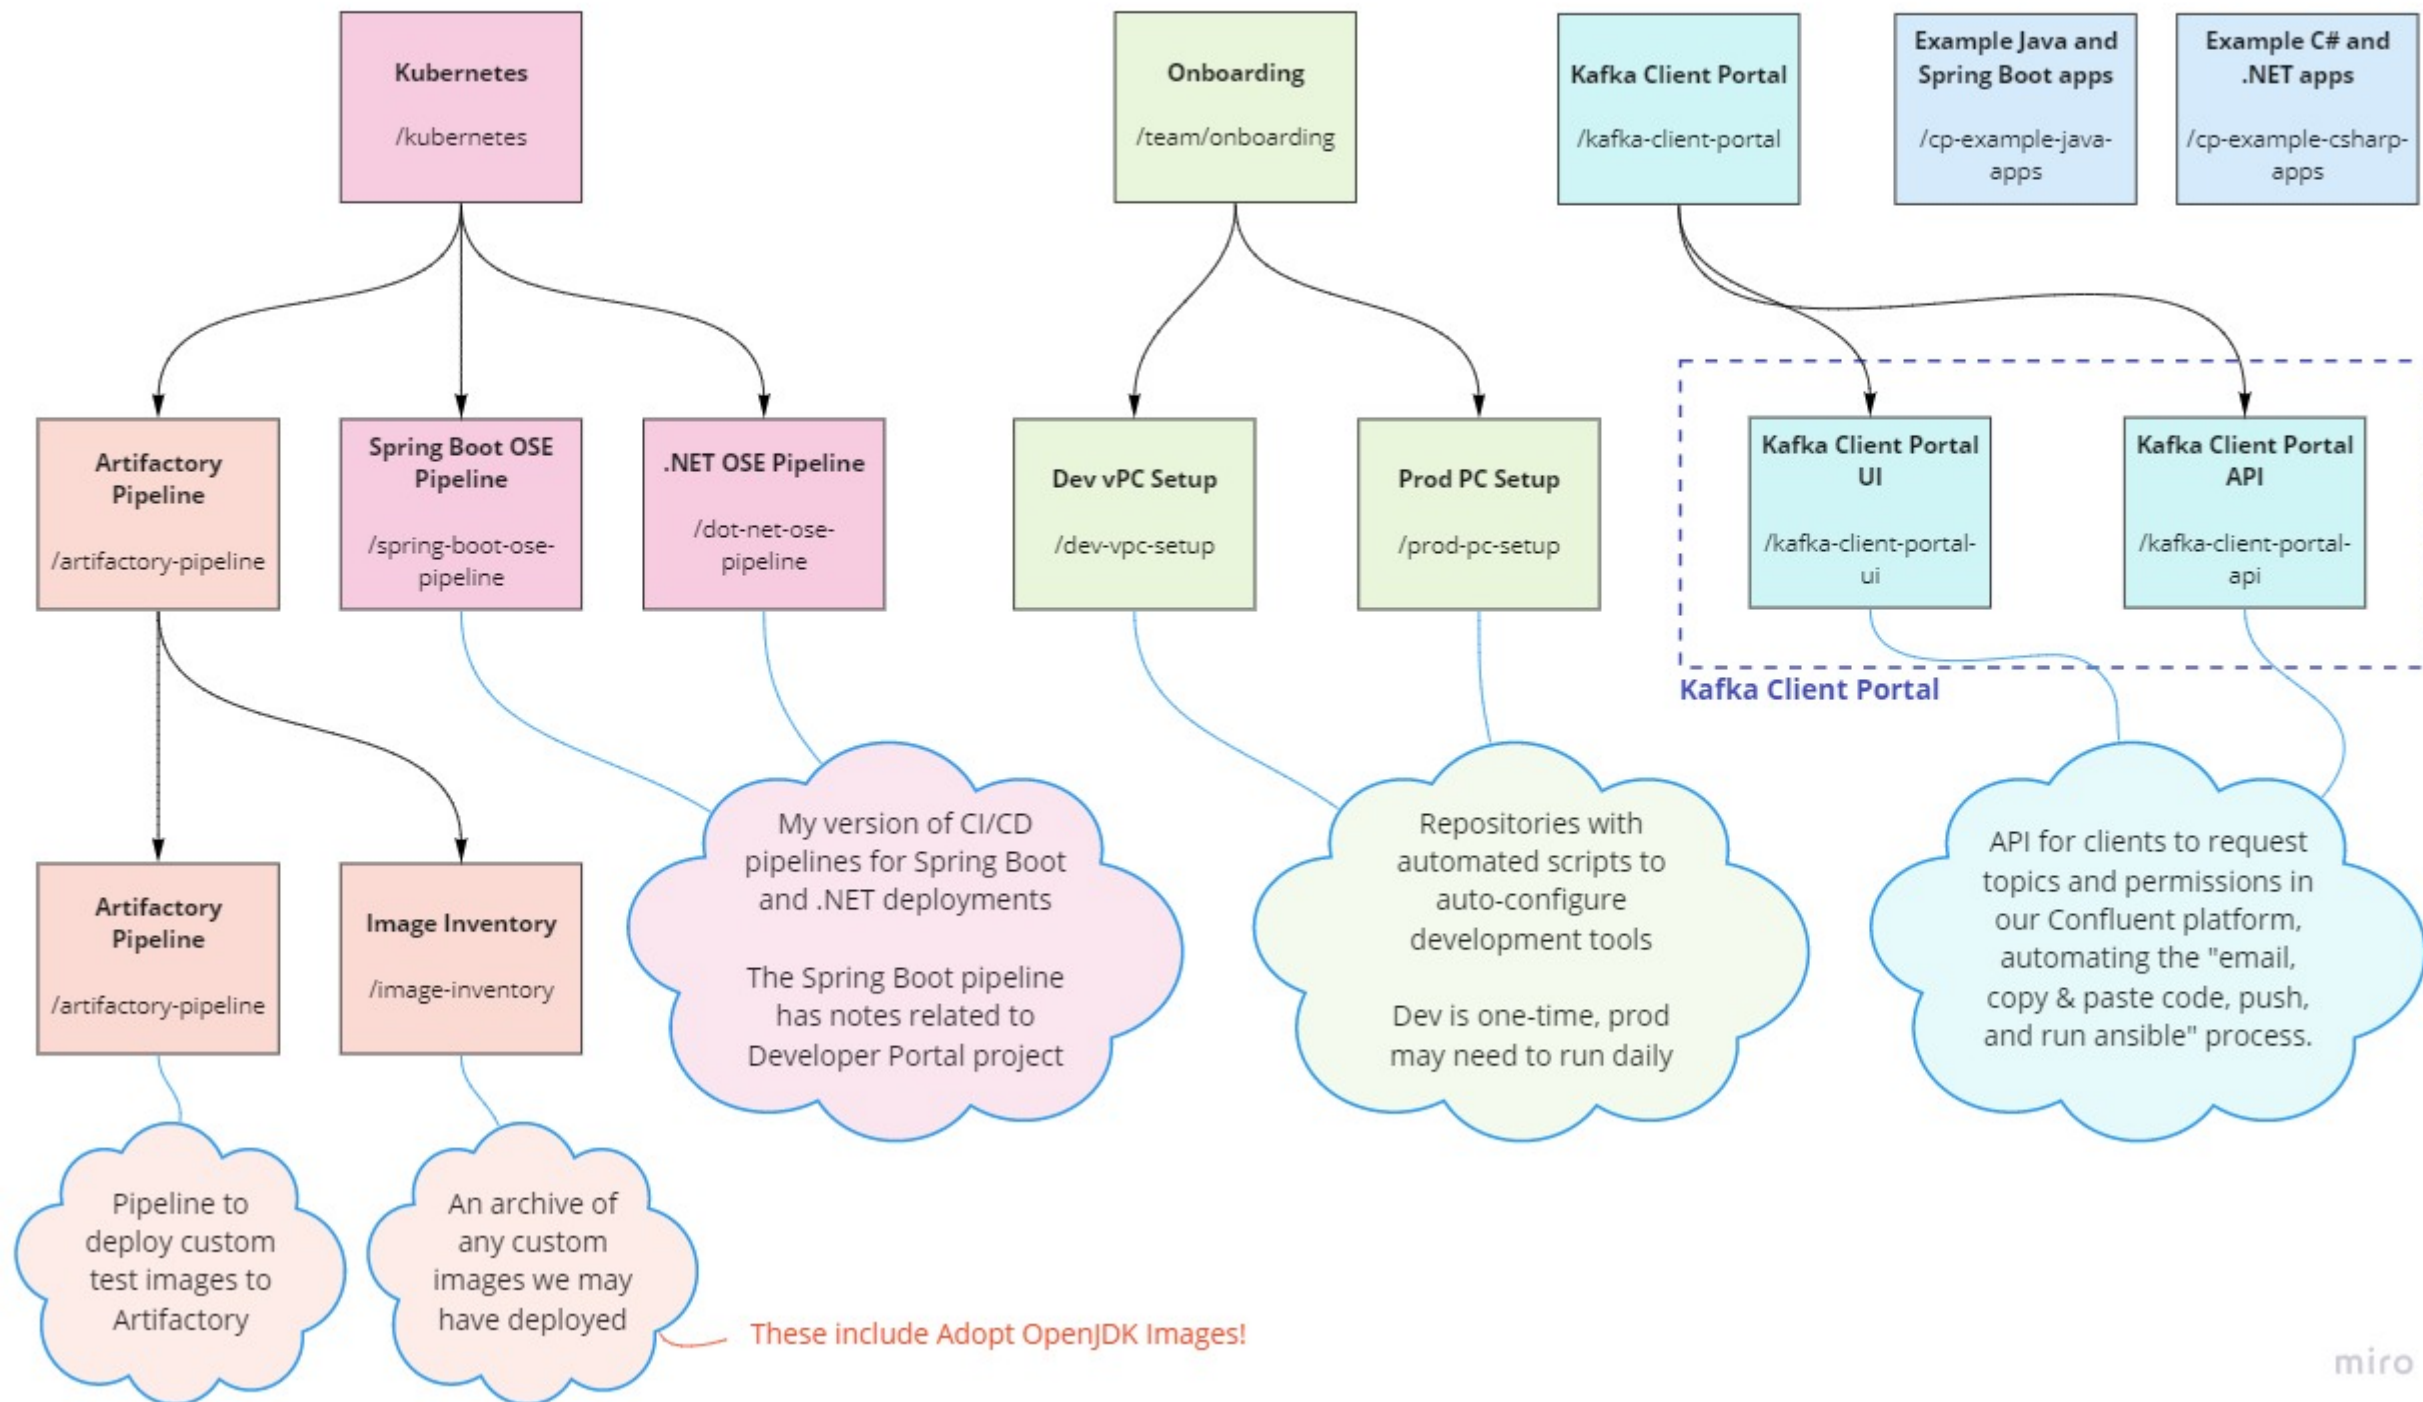 Kubernetes
/kubernetes
Onboarding
/team/onboarding
Kafka Client Portal
/kafka-client-portal
Example Java and
Spring Boot apps
/cp-example-java-
apps
Example C# and
.NET apps
/cp-example-csharp-
apps
Artifactory
Pipeline
/artifactory-pipeline
Spring Boot OSE
Pipeline
/spring-boot-ose-
pipeline
.NET OSE Pipeline
/dot-net-ose-
pipeline
Dev vPC Setup
/dev-vpc-setup
Prod PC Setup
/prod-pc-setup
Kafka Client Portal
UI
/kafka-client-portal-
ui
Kafka Client Portal
API
/kafka-client-portal-
api
Kafka Client Portal
Artifactory
Pipeline
/artifactory-pipeline
Image Inventory
/image-inventory
My version of CI/CD
pipelines for Spring Boot
and .NET deployments
The Spring Boot pipeline
has notes related to
Developer Portal project
Repositories with
automated scripts to
auto-configure
development tools
Dev is one-time, prod
may need to run daily
API for clients to request
topics and permissions in
our Confluent platform,
automating the "email,
copy & paste code, push,
and run ansible" process.
Pipeline to
deploy custom
test images to
Artifactory
An archive of
any custom
images we may
have deployed
These include Adopt OpenJDK Images!
miro